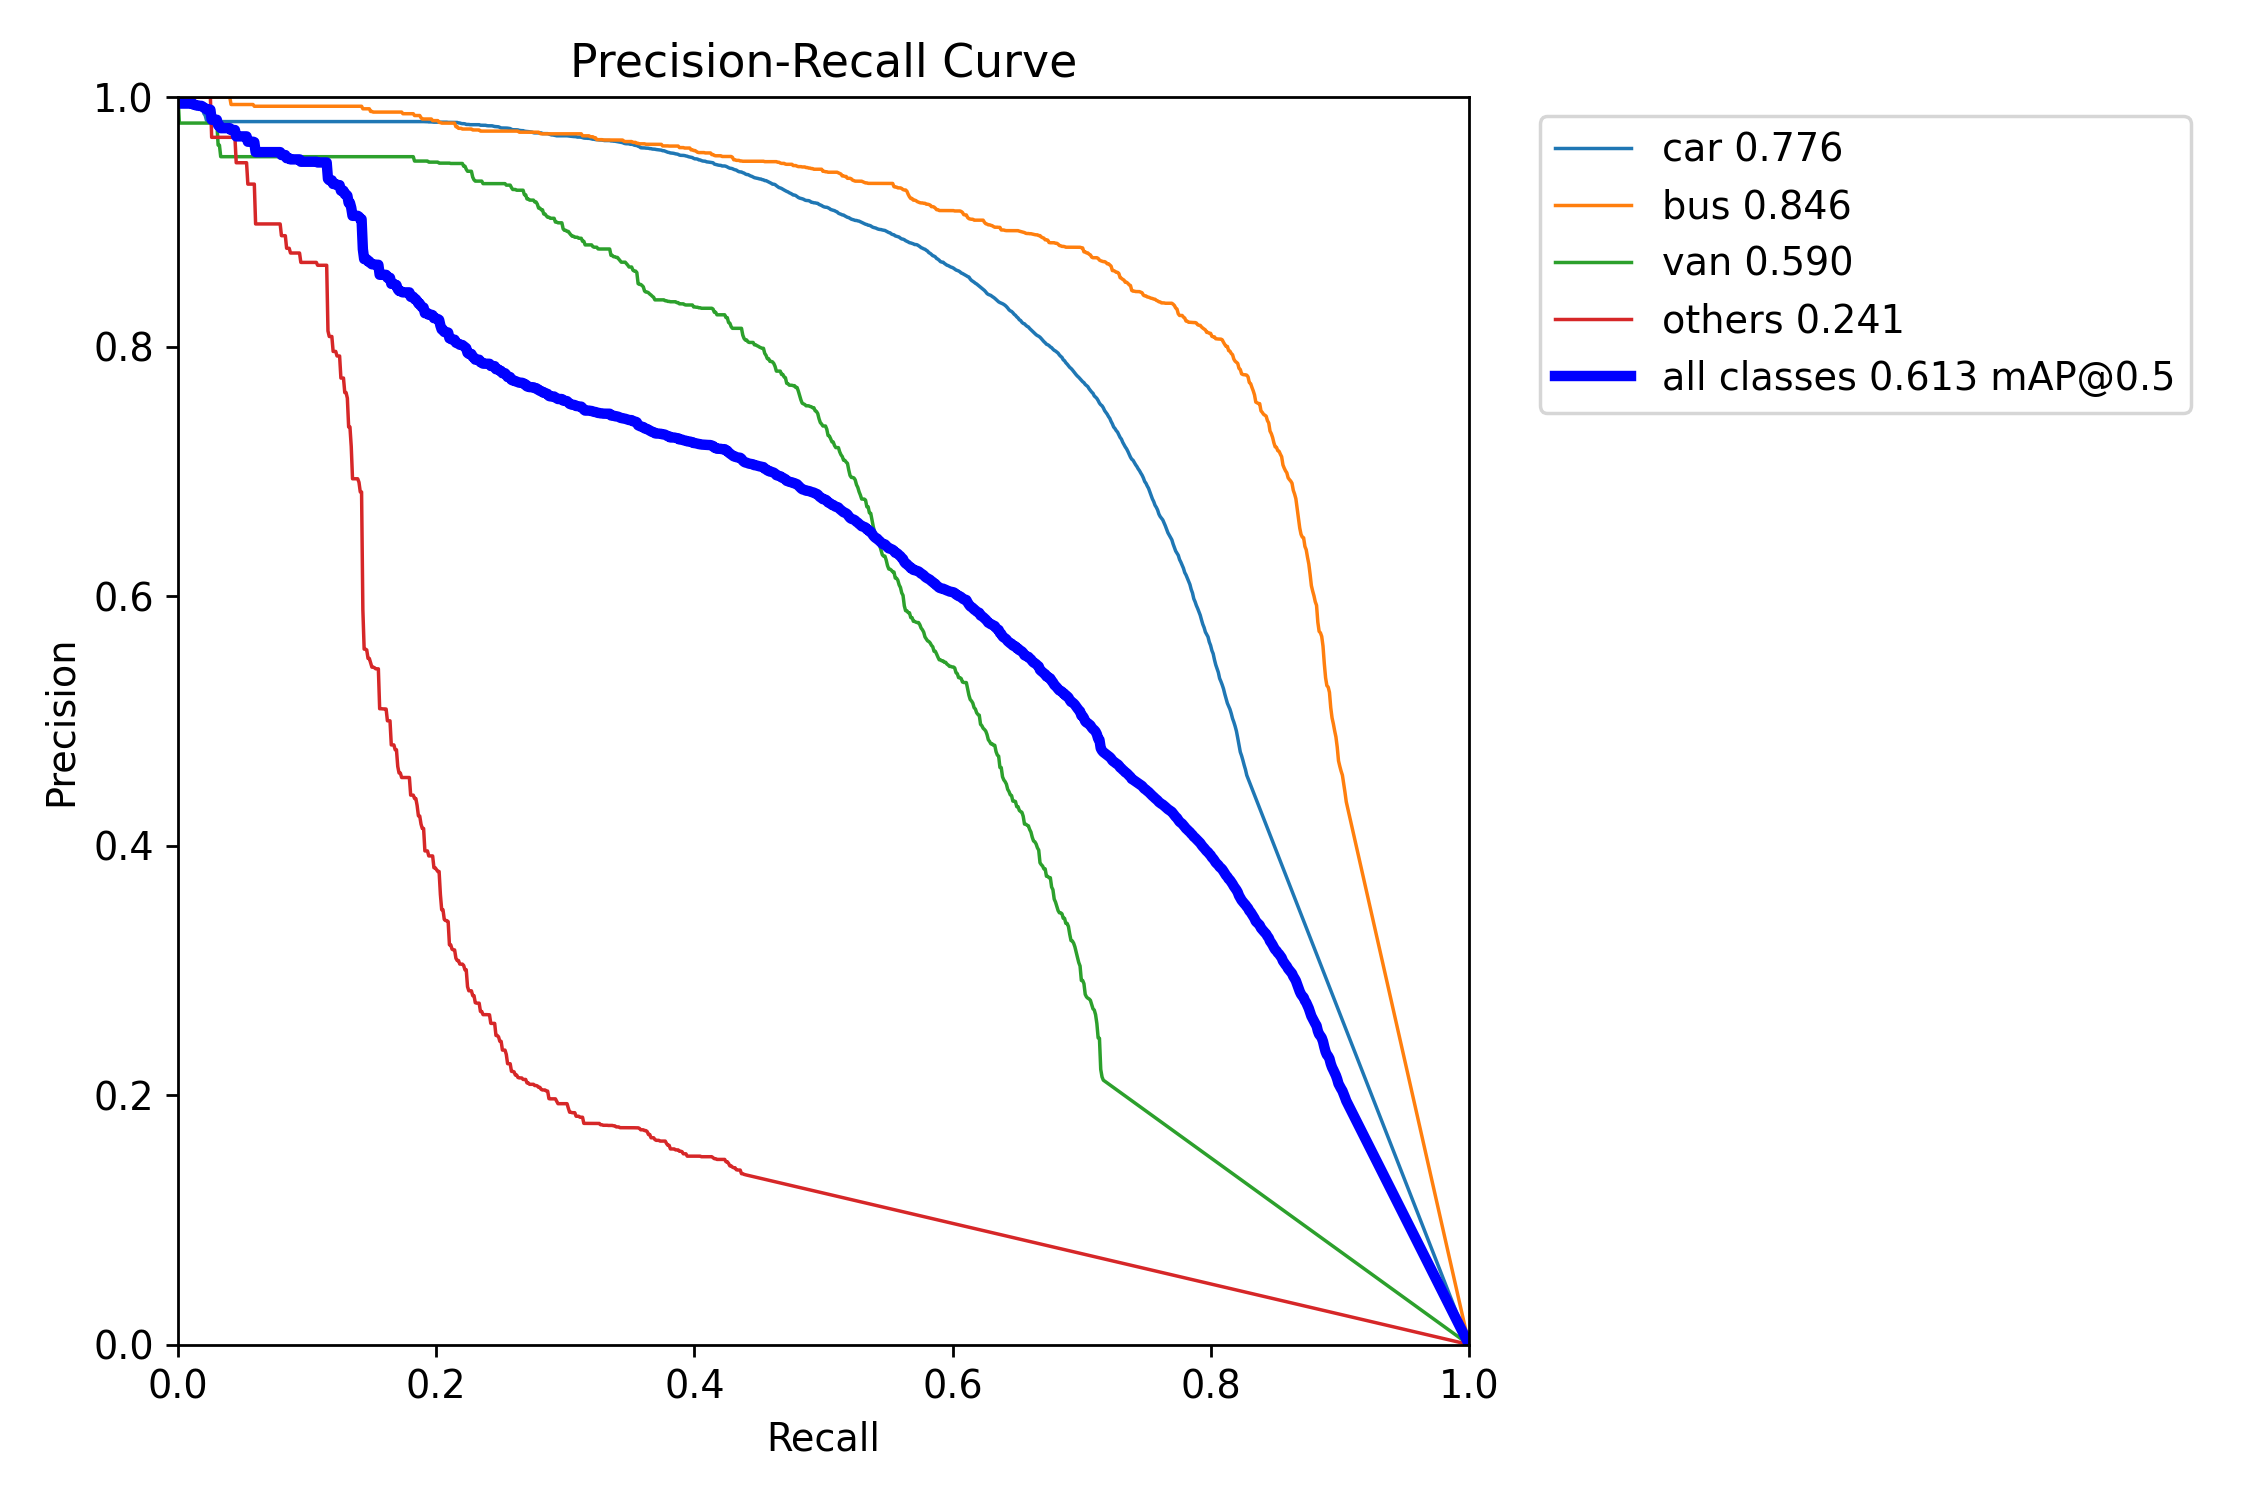 Precision-Recall Curve
1.0
0.8
0.6
0.4
0.2
0.0
Precision
0.0 0.2 0.4 0.6 0.8 1.0
Recall
car 0.776
bus 0.846
van 0.590
others 0.241
all classes 0.613 mAP@0.5